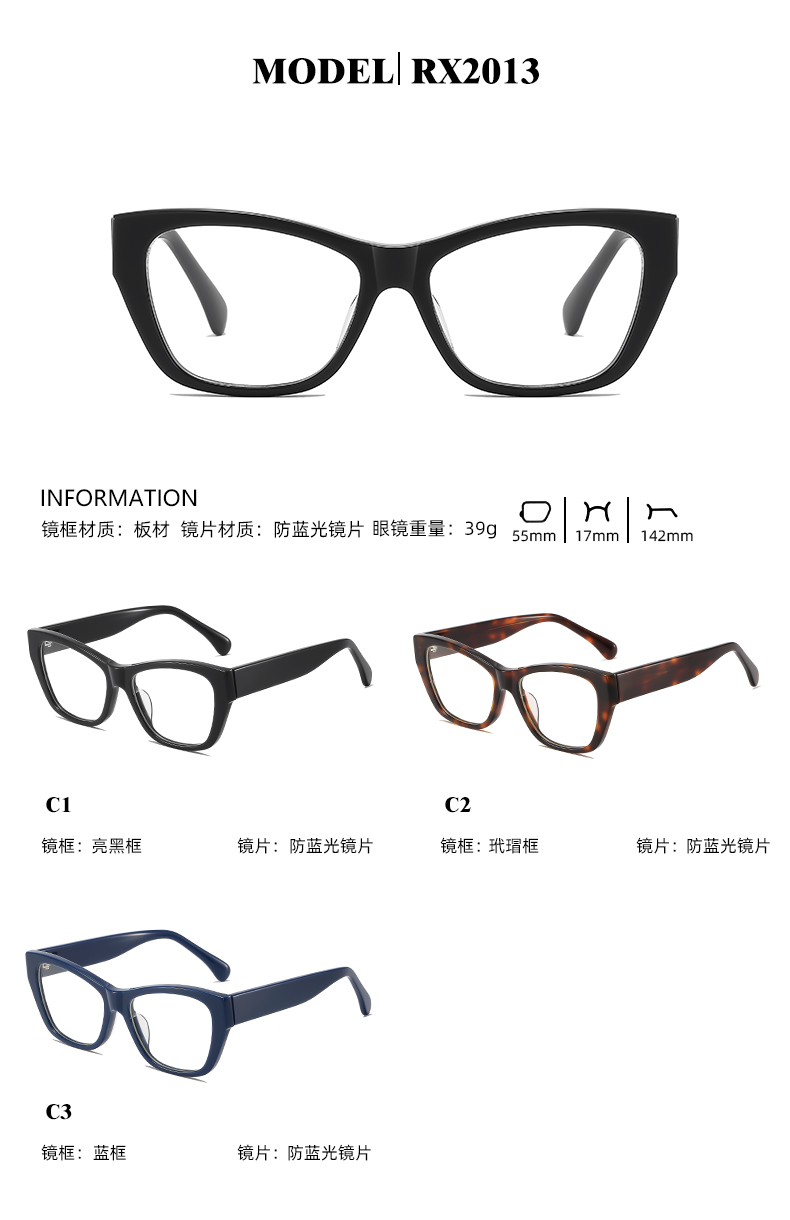 MODEL | RX2013
INFORMATION
镜框材质：板材 镜片材质：防蓝光镜片 眼镜重量：39g
55mm 17mm 142mm
C1
镜框：亮黑框 镜片：防蓝光镜片
C2
镜框：玳瑁框 镜片：防蓝光镜片
C3
镜框：蓝框 镜片：防蓝光镜片